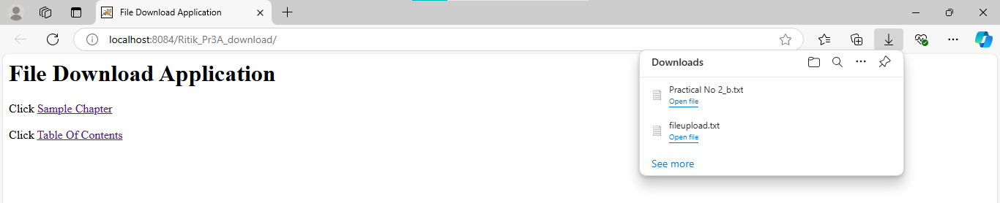 File Download Application
localhost:8084/Ritik_Pr3A_download/
File Download Application
Click Sample Chapter
Click Table Of Contents
Downloads
Practical No 2_b.txt
Open file
fileupload.txt
Open file
See more